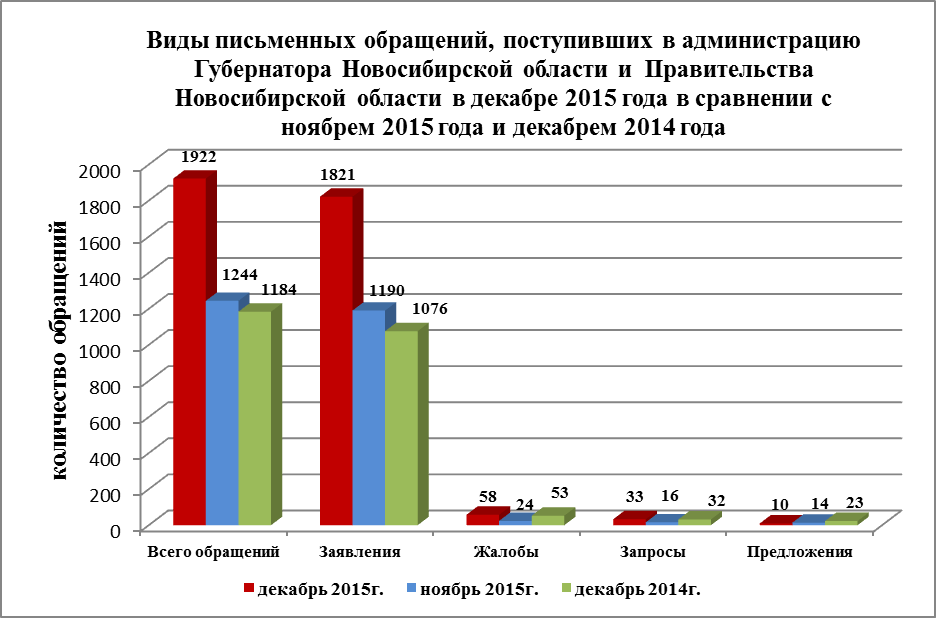 Виды письменных обращений, поступивших в администрацию
Губернатора Новосибирской области и Правительства
Новосибирской области в декабре 2015 года в сравнении с
ноябрем 2015 года и декабрем 2014 года
количество обращений
2000
1800
1600
1400
1200
1000
800
600
400
200
0
1922
1244
1184
1821
1190
1076
58
24
53
33
16
32
10
14
23
Всего обращений
Заявления
Жалобы
Запросы
Предложения
декабрь 2015г.
ноябрь 2015г.
декабрь 2014г.